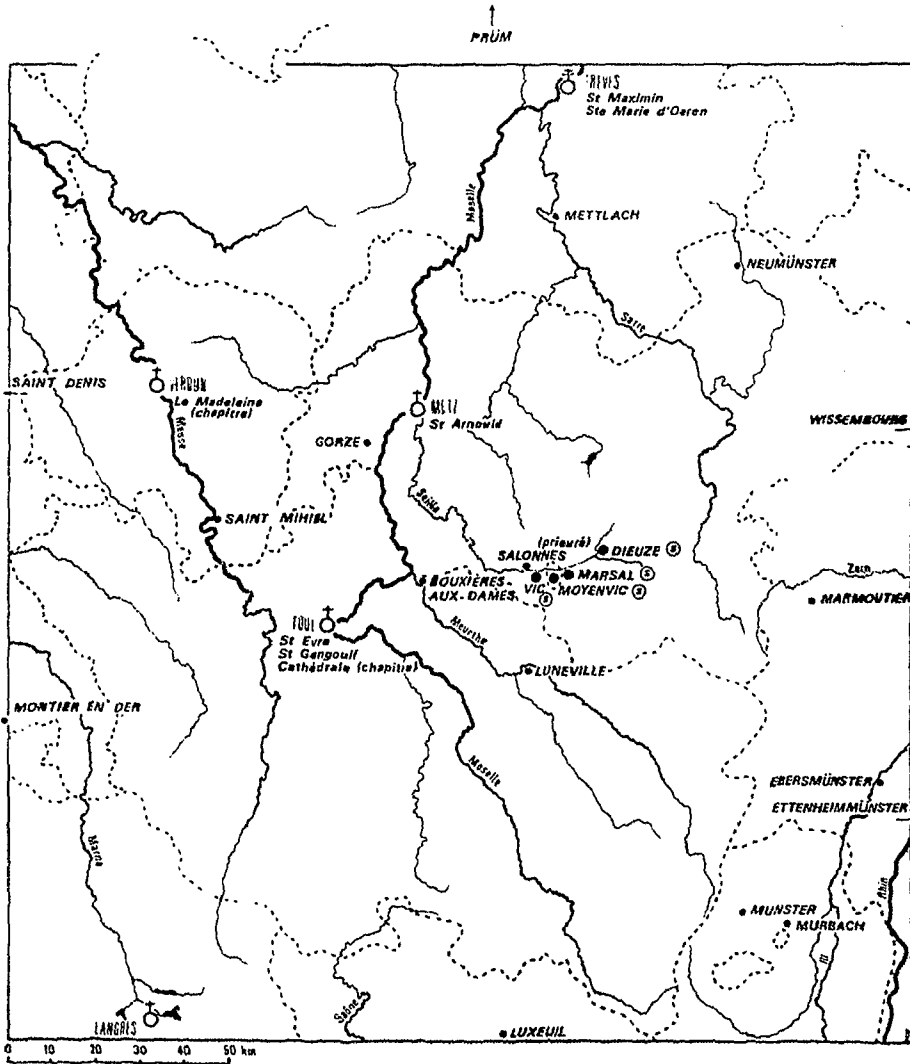 PRÜM
TRÈVES
St Maximin
Ste Marie d'Oeren
Moselle
METTLACH
NEUMÜNSTER
Sarre
SAINT DENIS
VERDUN
La Madeleine
(chapitre)
Meuse
METZ
St Arnould
GORZE
WISSEMBOURG
Seille
SAINT MIHIEL
(prieuré)
SALONNES
DIEUZE (S)
MARSAL (S)
VIC
(S)
MOYENVIC (S)
BOUXIÈRES-
AUX-DAMES
Zorn
MARMOUTIER
TOUL
St Evre
St Gengoulf
Cathédrale (chapitre)
Meurthe
LUNEVILLE
MONTIER EN DER
Moselle
EBERSMÜNSTER
ETTENHEIMMÜNSTER
Marne
Rhin
MUNSTER
MURBACH
Ill
Saône
LANGRES
LUXEUIL
0 10 20 30 40 50 km